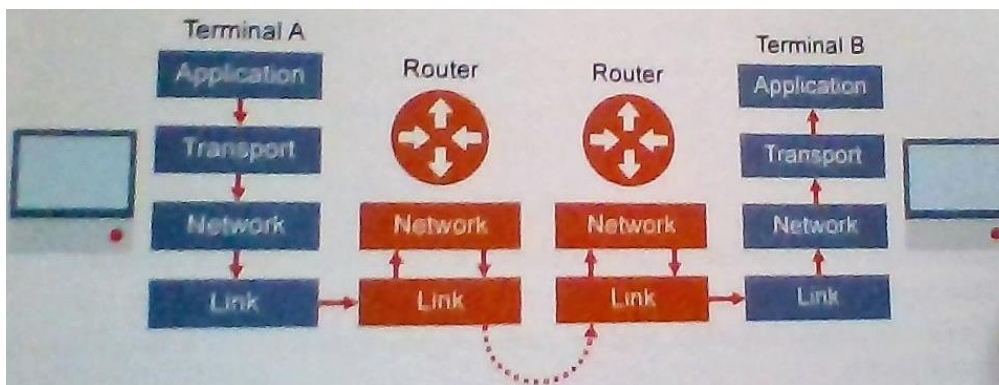 Terminal A
Application
Transport
Network
Link
Router
Network
Link
Router
Network
Link
Terminal B
Application
Transport
Network
Link